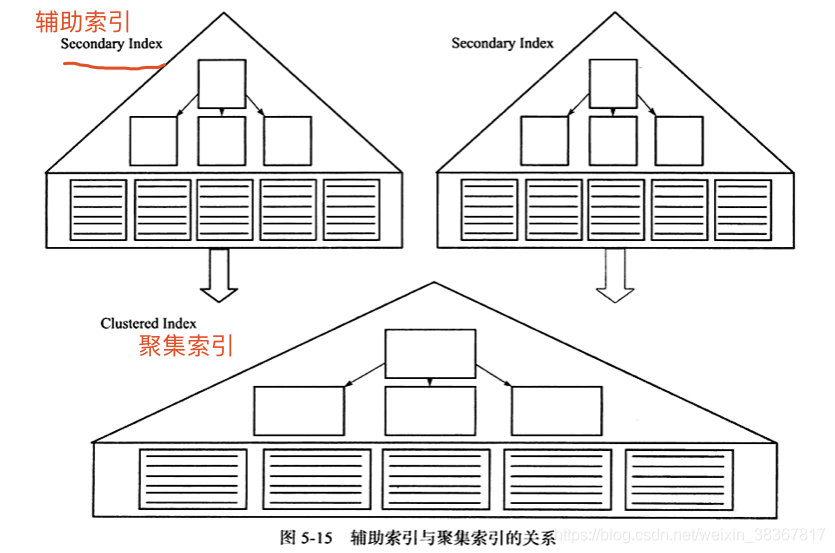 辅助索引
Secondary Index
Secondary Index
Clustered Index
聚集索引
图 5-15 辅助索引与聚集索引的关系
https://blog.csdn.net/weixin_38367817